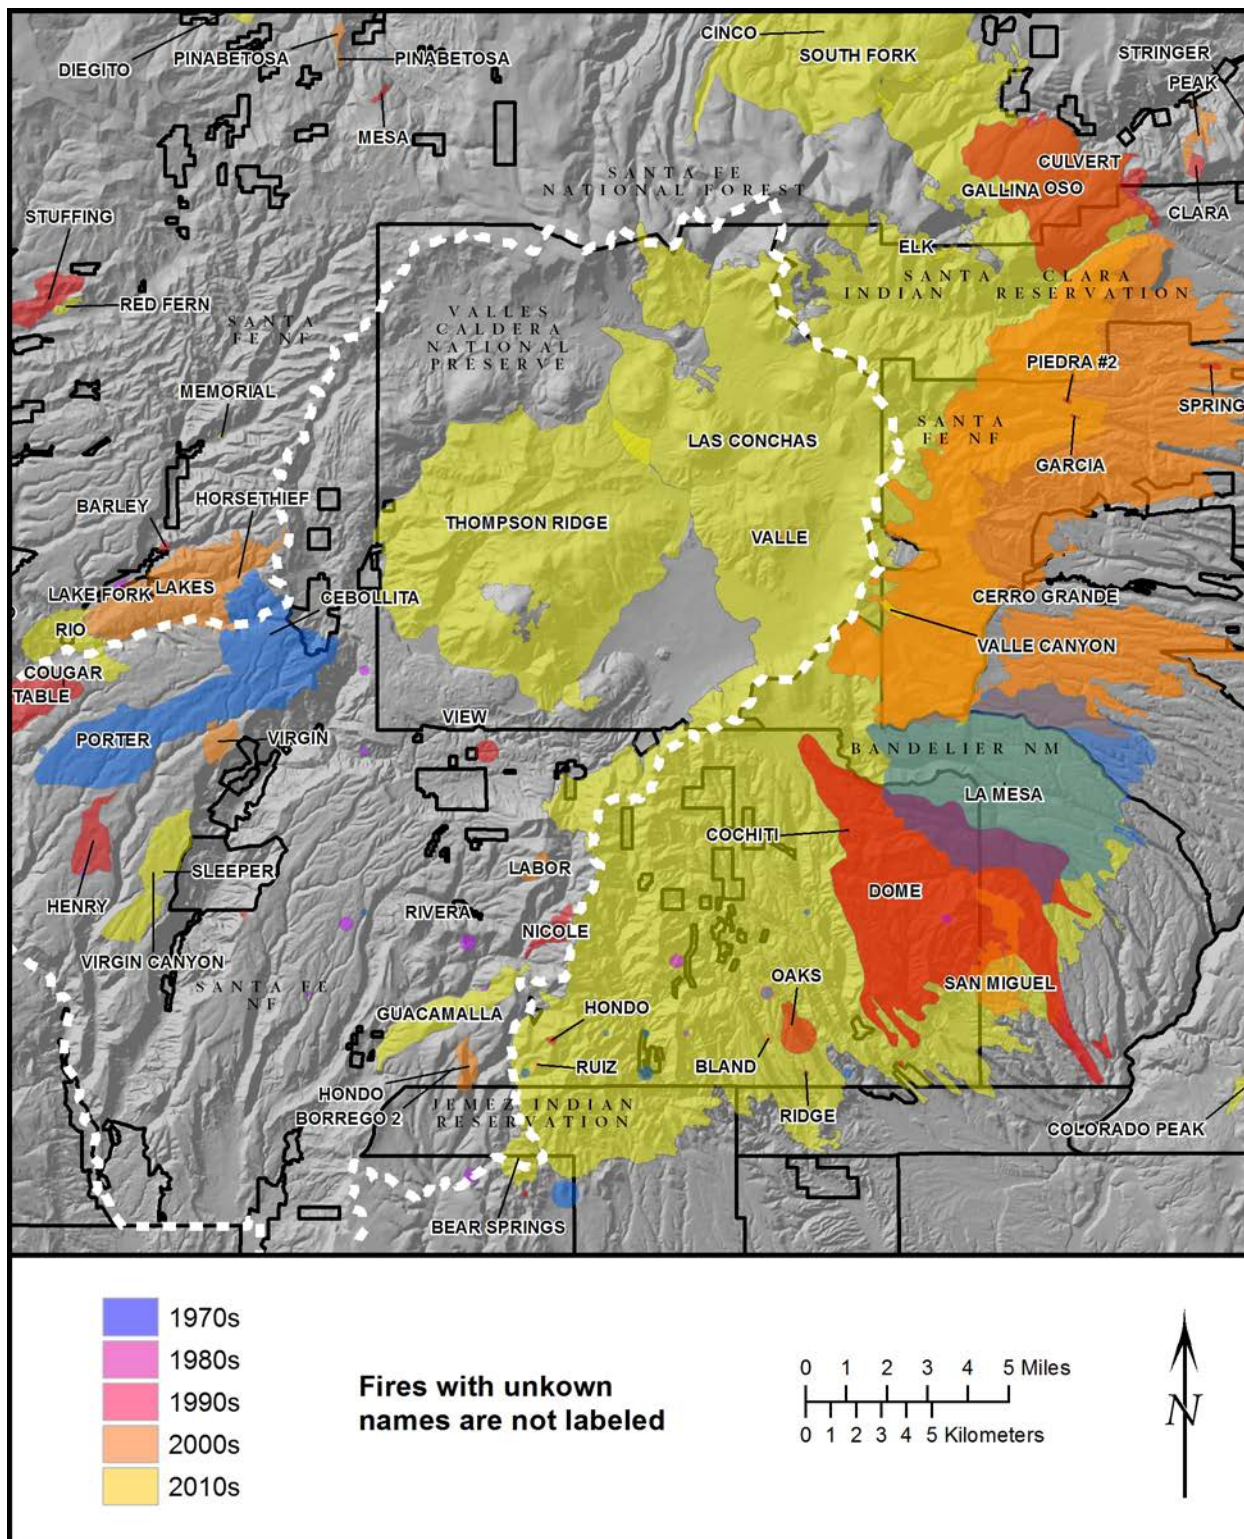 CINCO
SOUTH FORK
PINABETOSA
PINABETOSA
DIEGITO
STRINGER
PEAK
MESA
CULVERT
SANTA FE
NATIONAL FOREST
GALLINA
OSO
CLARA
STUFFING
ELK
RED FERN
SANTA CLARA
INDIAN RESERVATION
SANTA
FE NF
VALLES
CALDERA
NATIONAL
PRESERVE
PIEDRA #2
MEMORIAL
SPRING
SANTA
FE NF
LAS CONCHAS
GARCIA
HORSETHIEF
BARLEY
THOMPSON RIDGE
VALLE
LAKE FORK
LAKES
CEBOLLITA
CERRO GRANDE
RIO
VALLE CANYON
COUGAR
TABLE
VIEW
PORTER
VIRGIN
BANDELIER NM
LA MESA
COCHITI
LABOR
SLEEPER
DOME
HENRY
RIVERA
NICOLE
VIRGIN CANYON
OAKS
SAN MIGUEL
SANTA FE
NF
GUACAMALLA
HONDO
RUIZ
BLAND
HONDO
BORREGO 2
JEMEZ INDIAN
RESERVATION
RIDGE
COLORADO PEAK
BEAR SPRINGS
1970s
1980s
1990s
2000s
2010s
Fires with unkown
names are not labeled
0 1 2 3 4 5 Miles
0 1 2 3 4 5 Kilometers
N